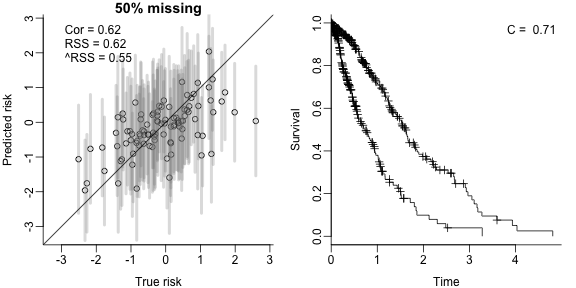 50% missing
Cor = 0.62
RSS = 0.62
^RSS = 0.55
Predicted risk
3
2
1
0
-1
-2
-3
-3 -2 -1 0 1 2 3
True risk
C = 0.71
Survival
1.0
0.8
0.6
0.4
0.2
0.0
0 1 2 3 4
Time